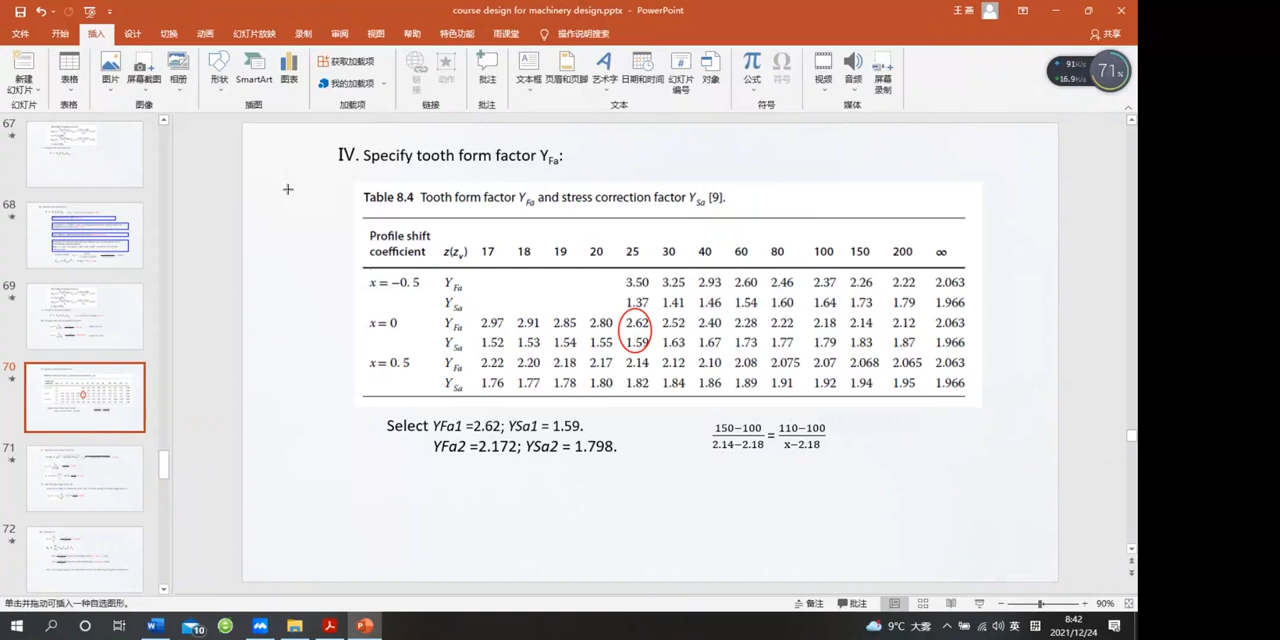 course design for machinery design.pptx - PowerPoint
王 燕
文件 开始 插入 设计 切换 动画 幻灯片放映 录制 审阅 视图 帮助 特色功能 雨课堂 操作说明搜索 共享
新建 幻灯片 表格 图片 屏幕截图 相册 形状 SmartArt 图表 获取加载项 我的加载项 链接 动作 批注 文本框 页眉和页脚 艺术字 日期和时间 幻灯片编号 对象 公式 符号 视频 音频 屏幕录制
91K/s
16.9K/s
71%
幻灯片 表格 图像 插图 加载项 链接 批注 文本 符号 媒体
67
68
69
70
71
72
IV. Specify tooth form factor YFa:
Table 8.4 Tooth form factor YFa and stress correction factor YSa [9].
Profile shift
coefficient z(zv) 17 18 19 20 25 30 40 60 80 100 150 200 ∞
x = −0. 5 YFa 3.50 3.25 2.93 2.60 2.46 2.37 2.26 2.22 2.063
YSa 1.37 1.41 1.46 1.54 1.60 1.64 1.73 1.79 1.966
x = 0 YFa 2.97 2.91 2.85 2.80 2.62 2.52 2.40 2.28 2.22 2.18 2.14 2.12 2.063
YSa 1.52 1.53 1.54 1.55 1.59 1.63 1.67 1.73 1.77 1.79 1.83 1.87 1.966
x = 0. 5 YFa 2.22 2.20 2.18 2.17 2.14 2.12 2.10 2.08 2.075 2.07 2.068 2.065 2.063
YSa 1.76 1.77 1.78 1.80 1.82 1.84 1.86 1.89 1.91 1.92 1.94 1.95 1.966
Select YFa1 =2.62; YSa1 = 1.59.
YFa2 =2.172; YSa2 = 1.798.
150−100 / 2.14−2.18 = 110−100 / x−2.18
单击并拖动可插入一种自选图形。
备注 批注 90%
10
9°C 大雾 英
8:42
2021/12/24